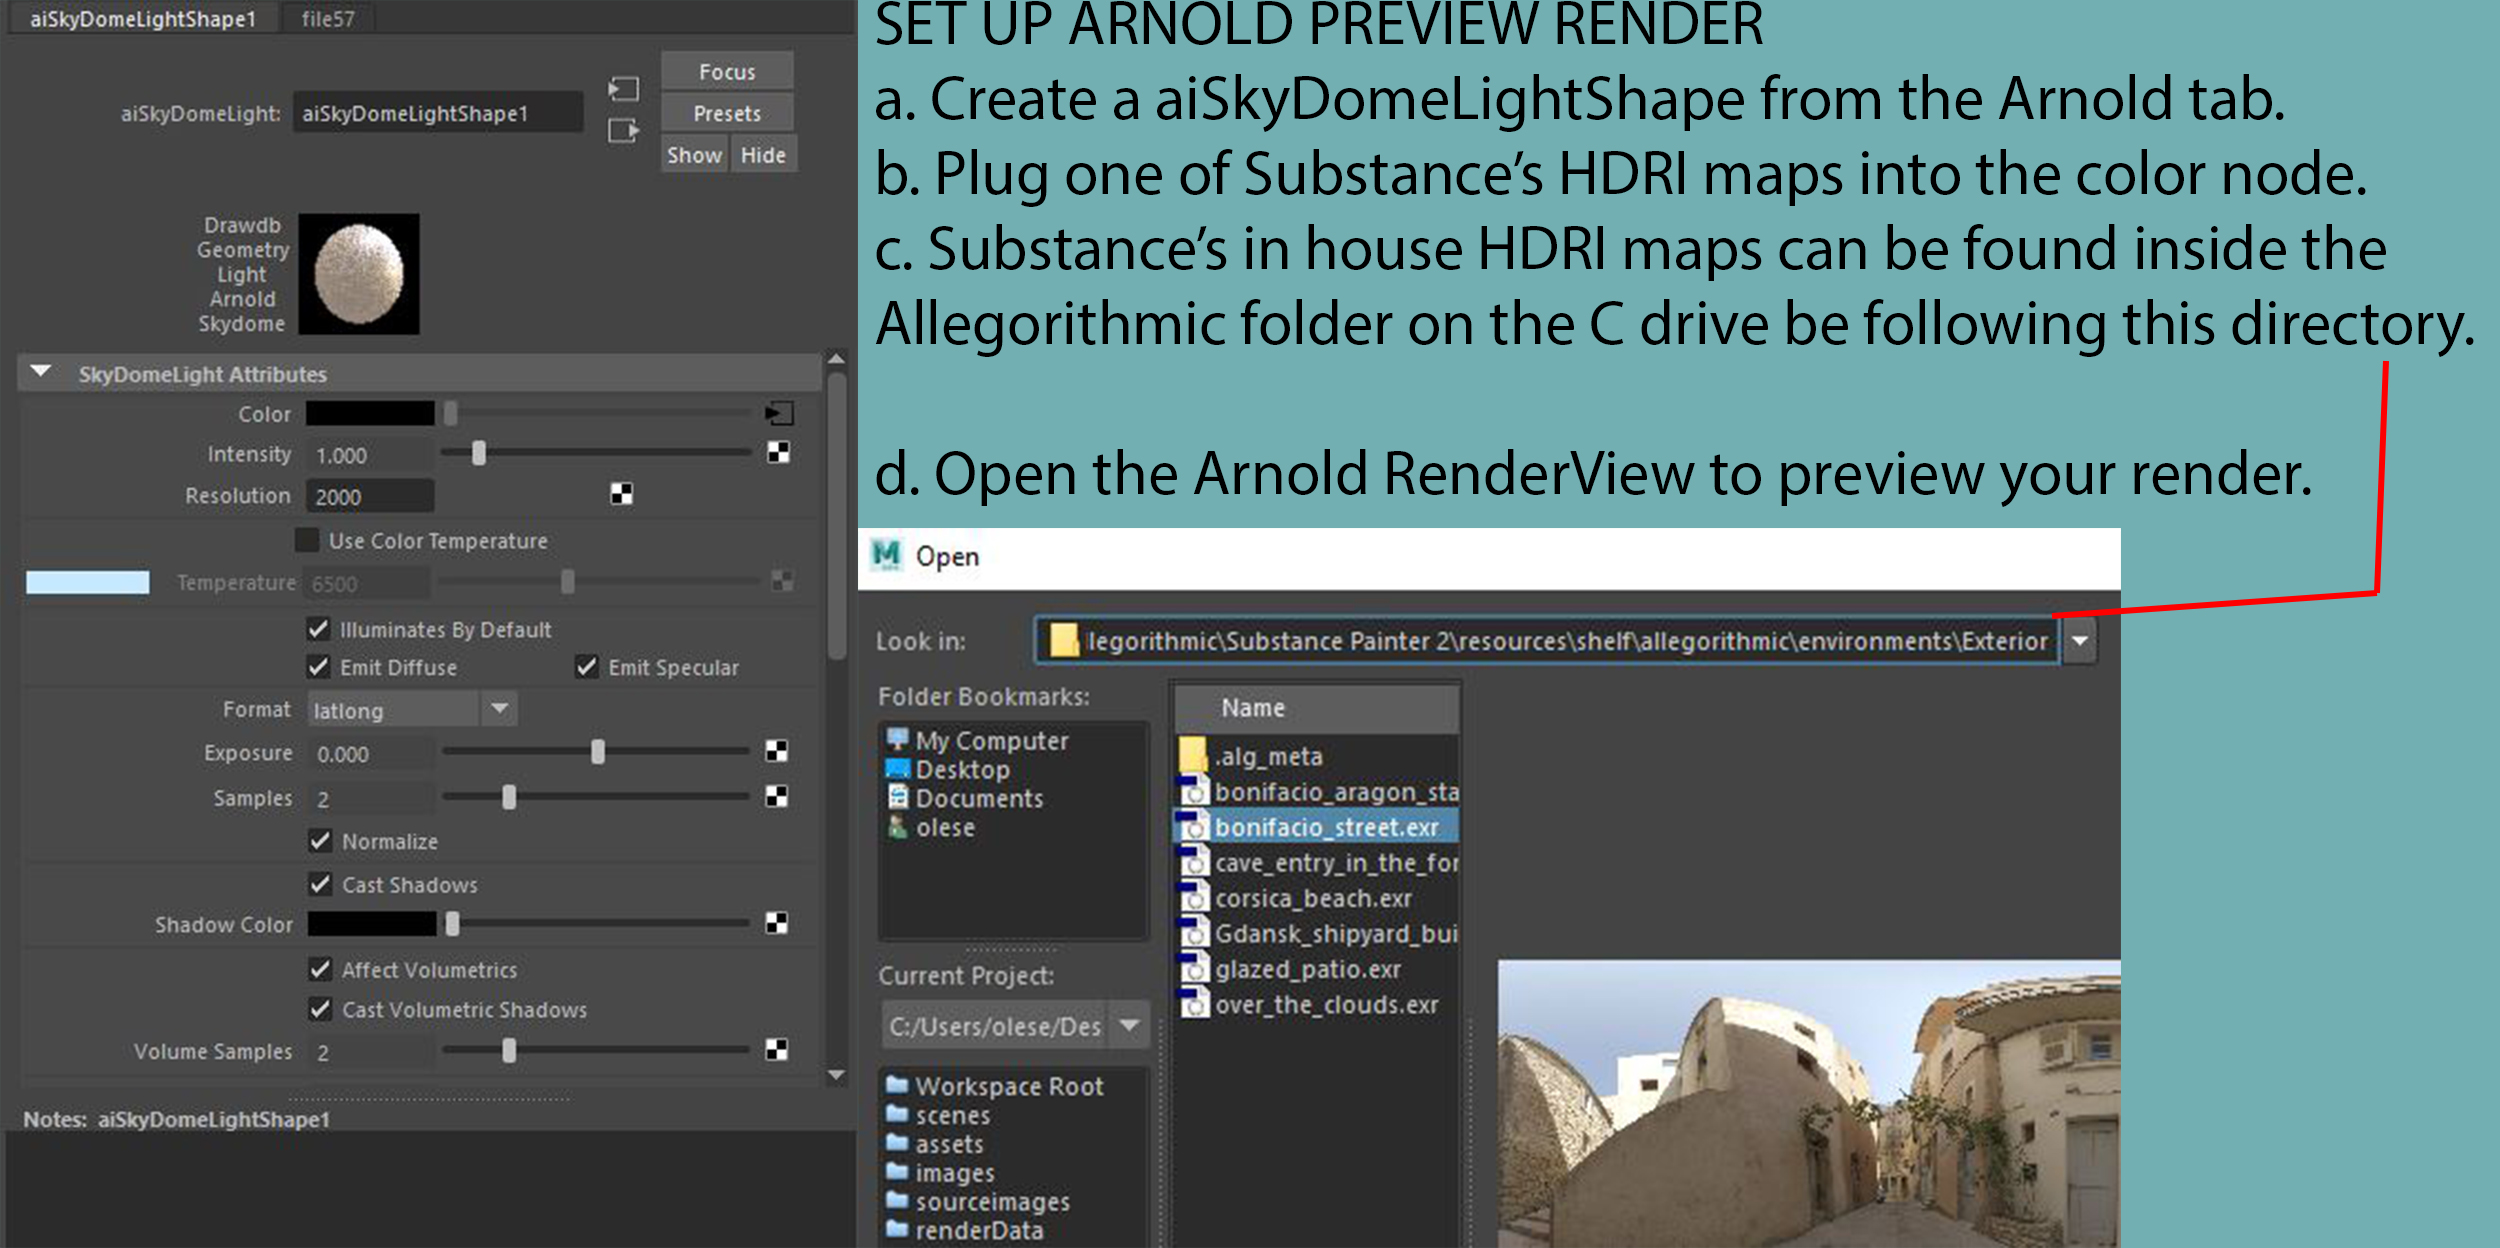 aiSkyDomeLightShape1 file57
aiSkyDomeLight: aiSkyDomeLightShape1
Focus
Presets
Show Hide
Drawdb
Geometry
Light
Arnold
Skydome
SkyDomeLight Attributes
Color
Intensity 1.000
Resolution 2000
Use Color Temperature
Temperature 6500
Illuminates By Default
Emit Diffuse Emit Specular
Format latlong
Exposure 0.000
Samples 2
Normalize
Cast Shadows
Shadow Color
Affect Volumetrics
Cast Volumetric Shadows
Volume Samples 2
Notes: aiSkyDomeLightShape1
SET UP ARNOLD PREVIEW RENDER
a. Create a aiSkyDomeLightShape from the Arnold tab.
b. Plug one of Substance’s HDRI maps into the color node.
c. Substance’s in house HDRI maps can be found inside the
Allegorithmic folder on the C drive be following this directory.
d. Open the Arnold RenderView to preview your render.
M Open
Look in: legorithmic\Substance Painter 2\resources\shelf\allegorithmic\environments\Exterior
Folder Bookmarks:
My Computer
Desktop
Documents
olese
Current Project:
C:/Users/olese/Des
Workspace Root
scenes
assets
images
sourceimages
renderData
Name
.alg_meta
bonifacio_aragon_sta
bonifacio_street.exr
cave_entry_in_the_for
corsica_beach.exr
Gdansk_shipyard_bui
glazed_patio.exr
over_the_clouds.exr